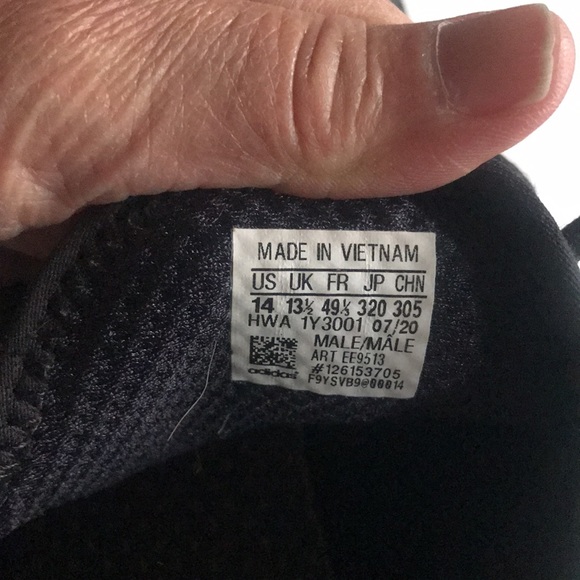 MADE IN VIETNAM
US UK FR JP CHN
14 13½ 49⅓ 320 305
HWA 1Y3001 07/20
MALE/MÂLE
ART EE9513
#126153705
adidas F9YSVB9@00014